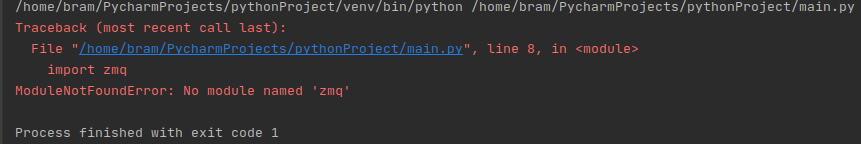 /home/bram/PycharmProjects/pythonProject/venv/bin/python /home/bram/PycharmProjects/pythonProject/main.py
Traceback (most recent call last):
  File "/home/bram/PycharmProjects/pythonProject/main.py", line 8, in <module>
    import zmq
ModuleNotFoundError: No module named 'zmq'
Process finished with exit code 1